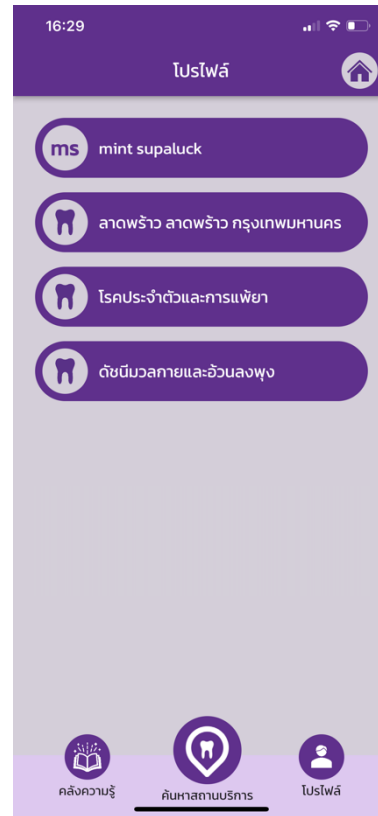 16:29
โปรไฟล์
ms
mint supaluck
ลาดพร้าว ลาดพร้าว กรุงเทพมหานคร
โรคประจำตัวและการแพ้ยา
ดัชนีมวลกายและอ้วนลงพุง
คลังความรู้
ค้นหาสถานบริการ
โปรไฟล์